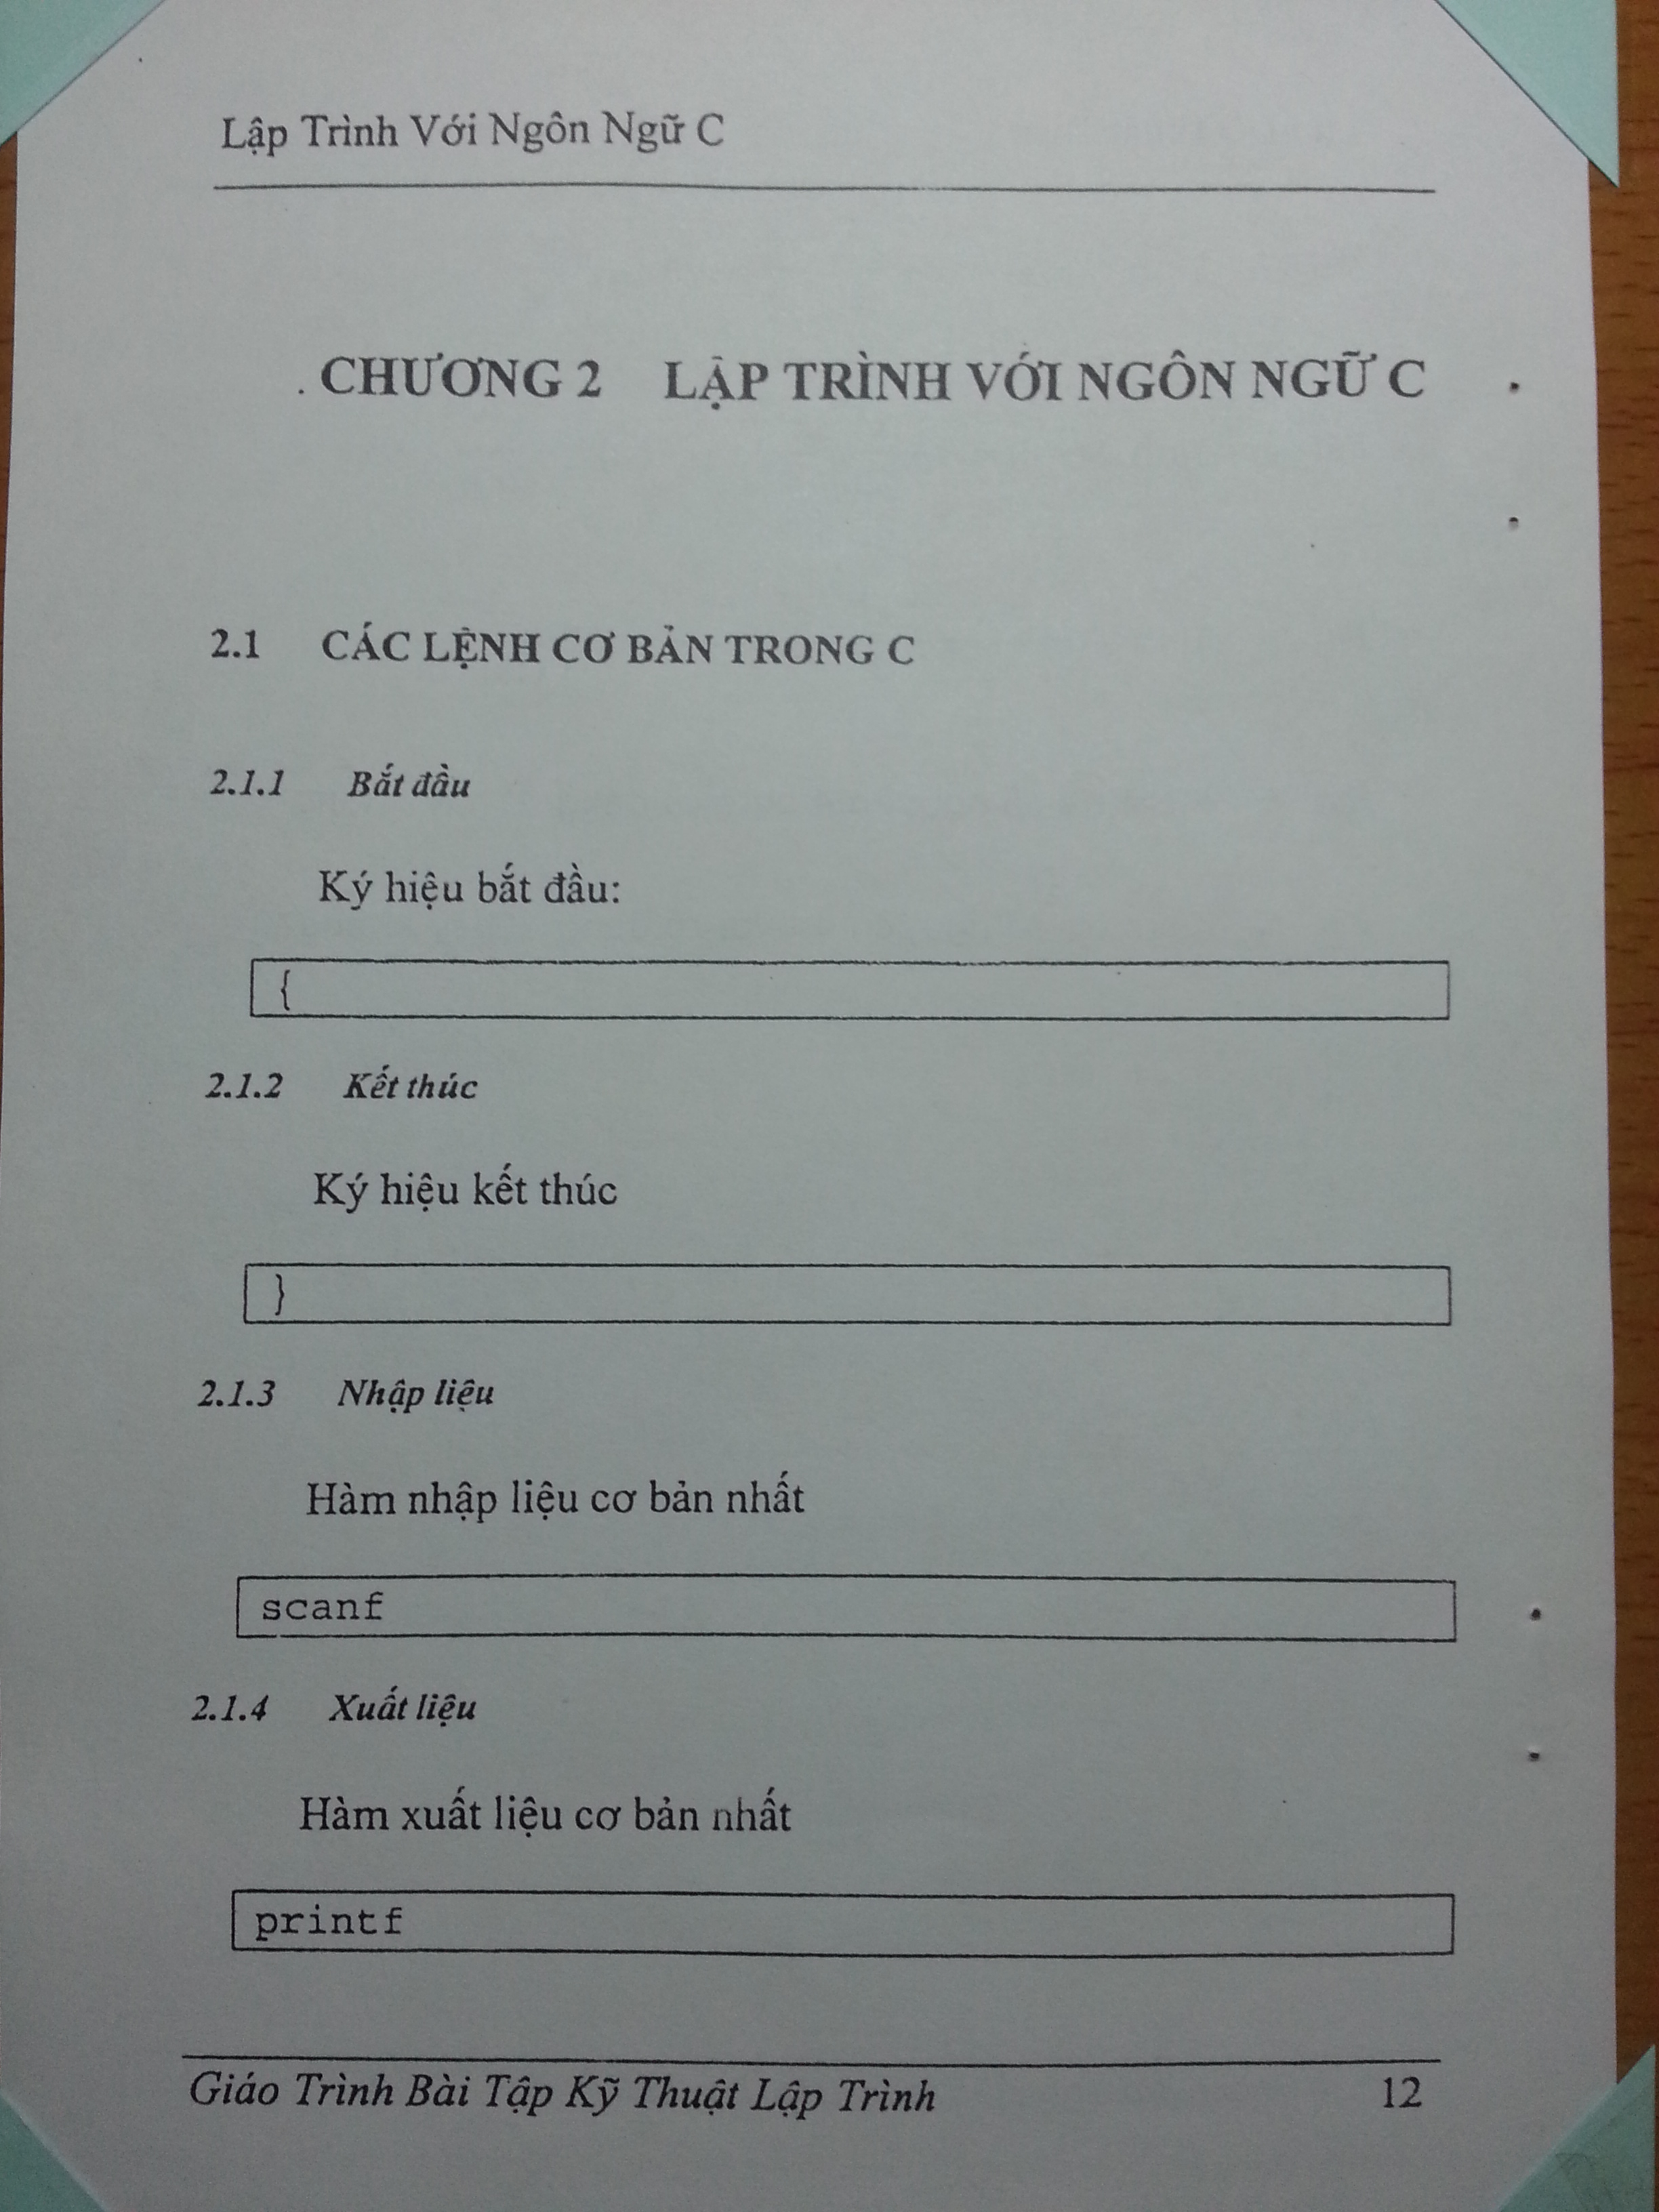 Lập Trình Với Ngôn Ngữ C
CHƯƠNG 2 LẬP TRÌNH VỚI NGÔN NGỮ C
2.1 CÁC LỆNH CƠ BẢN TRONG C
2.1.1 Bắt đầu
Ký hiệu bắt đầu:
{
2.1.2 Kết thúc
Ký hiệu kết thúc
}
2.1.3 Nhập liệu
Hàm nhập liệu cơ bản nhất
scanf
2.1.4 Xuất liệu
Hàm xuất liệu cơ bản nhất
printf
Giáo Trình Bài Tập Kỹ Thuật Lập Trình 12